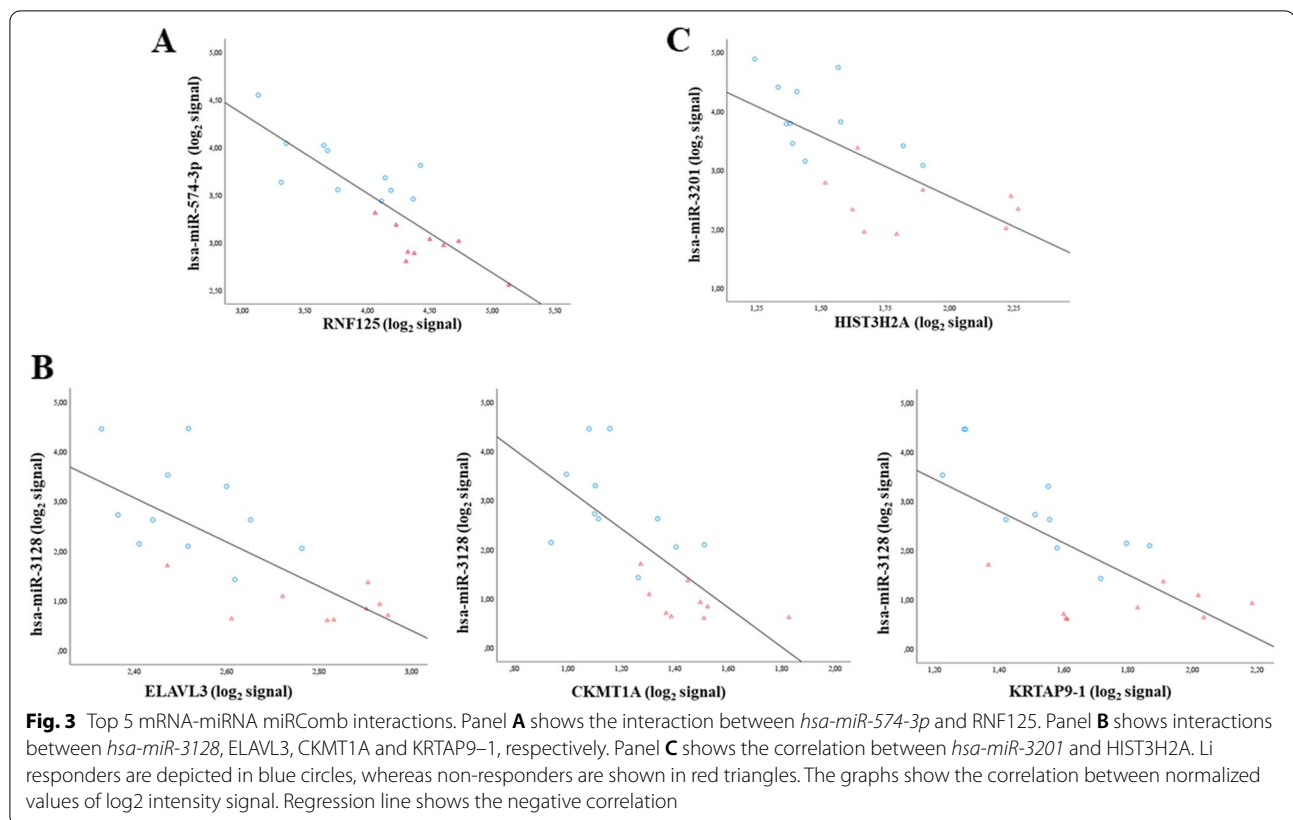 A
hsa-miR-574-3p (log2 signal)
5,00
4,50
4,00
3,50
3,00
2,50
3,00 3,50 4,00 4,50 5,00 5,50
RNF125 (log2 signal)
C
hsa-miR-3201 (log2 signal)
5,00
4,00
3,00
2,00
1,00
1,25 1,50 1,75 2,00 2,25
HIST3H2A (log2 signal)
B
hsa-miR-3128 (log2 signal)
5,00
4,00
3,00
2,00
1,00
,00
2,40 2,60 2,80 3,00
ELAVL3 (log2 signal)
hsa-miR-3128 (log2 signal)
5,00
4,00
3,00
2,00
1,00
,00
,80 1,00 1,20 1,40 1,60 1,80 2,00
CKMT1A (log2 signal)
hsa-miR-3128 (log2 signal)
5,00
4,00
3,00
2,00
1,00
,00
1,20 1,40 1,60 1,80 2,00 2,20
KRTAP9-1 (log2 signal)
Fig. 3 Top 5 mRNA-miRNA miRComb interactions. Panel A shows the interaction between hsa-miR-574-3p and RNF125. Panel B shows interactions
between hsa-miR-3128, ELAVL3, CKMT1A and KRTAP9–1, respectively. Panel C shows the correlation between hsa-miR-3201 and HIST3H2A. Li
responders are depicted in blue circles, whereas non-responders are shown in red triangles. The graphs show the correlation between normalized
values of log2 intensity signal. Regression line shows the negative correlation